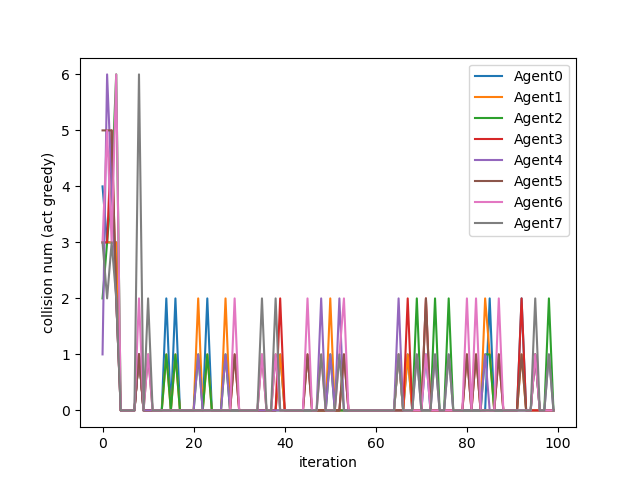 collision num (act greedy)
6
5
4
3
2
1
0
0 20 40 60 80 100
iteration
Agent0
Agent1
Agent2
Agent3
Agent4
Agent5
Agent6
Agent7